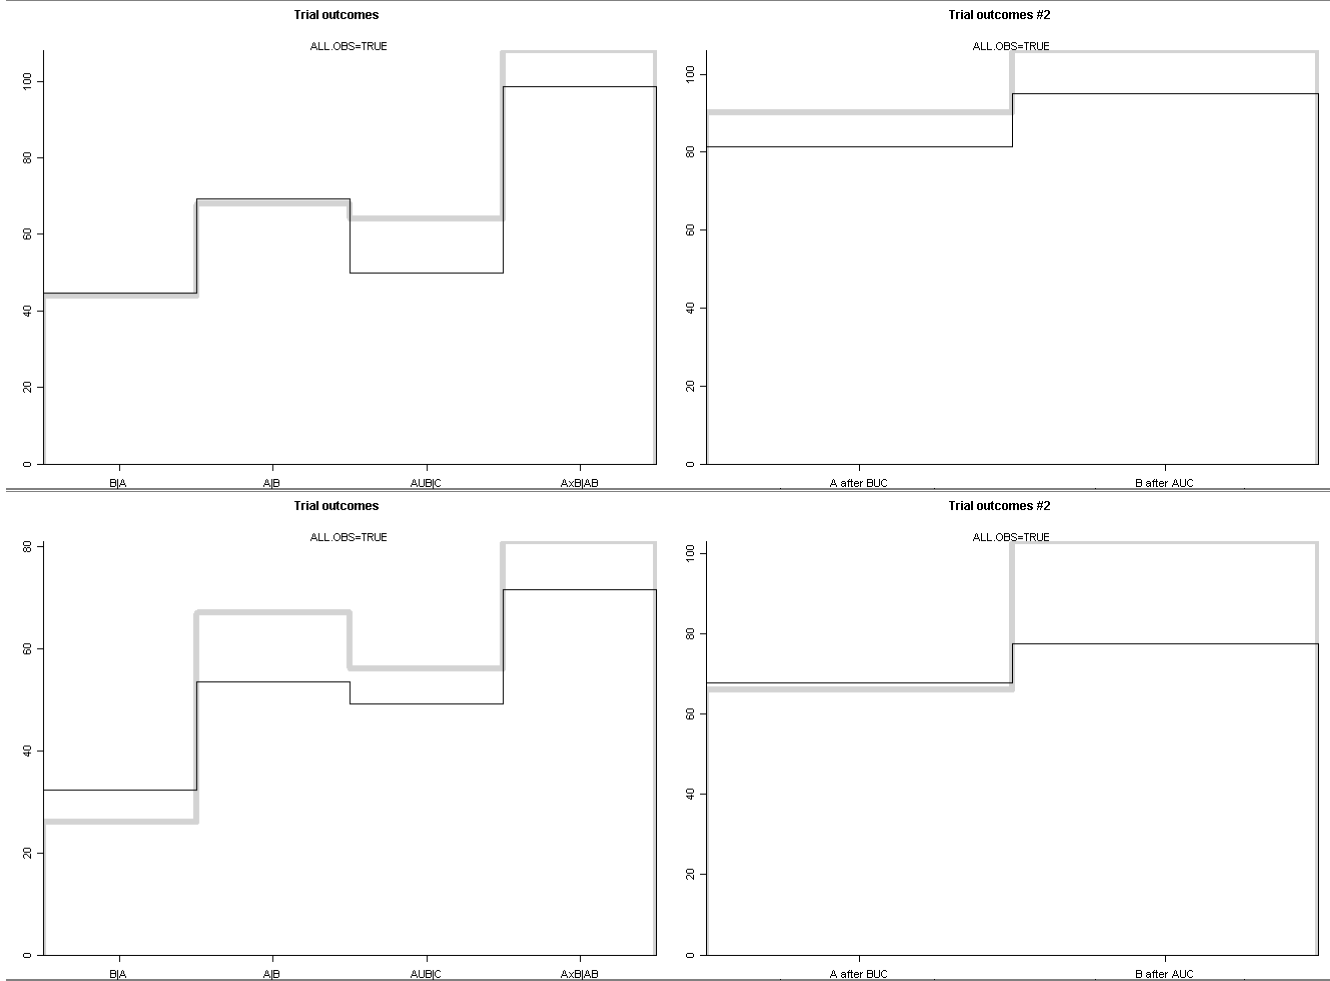 Trial outcomes
ALL.OBS=TRUE
100
80
60
40
20
0
B|A
A|B
AUB|C
AxB|AB
Trial outcomes #2
ALL.OBS=TRUE
100
80
60
40
20
0
A after BUC
B after AUC
Trial outcomes
ALL.OBS=TRUE
80
60
40
20
0
B|A
A|B
AUB|C
AxB|AB
Trial outcomes #2
ALL.OBS=TRUE
100
80
60
40
20
0
A after BUC
B after AUC